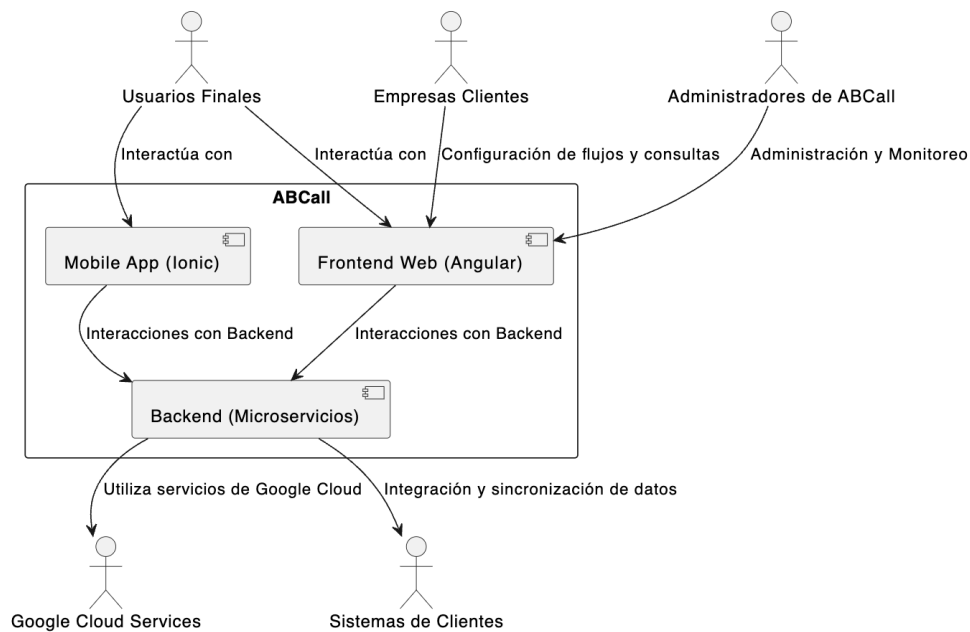 Usuarios Finales
Empresas Clientes
Administradores de ABCall
Interactúa con
Interactúa con
Configuración de flujos y consultas
Administración y Monitoreo
ABCall
Mobile App (Ionic)
Frontend Web (Angular)
Interacciones con Backend
Interacciones con Backend
Backend (Microservicios)
Utiliza servicios de Google Cloud
Integración y sincronización de datos
Google Cloud Services
Sistemas de Clientes